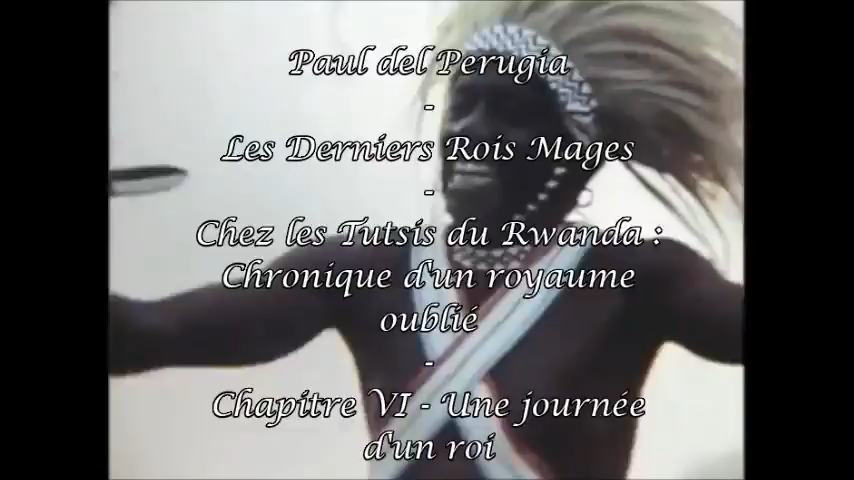 Paul del Perugia
-
Les Derniers Rois Mages
-
Chez les Tutsis du Rwanda :
Chronique d'un royaume
oublié
-
Chapitre VI - Une journée
d'un roi